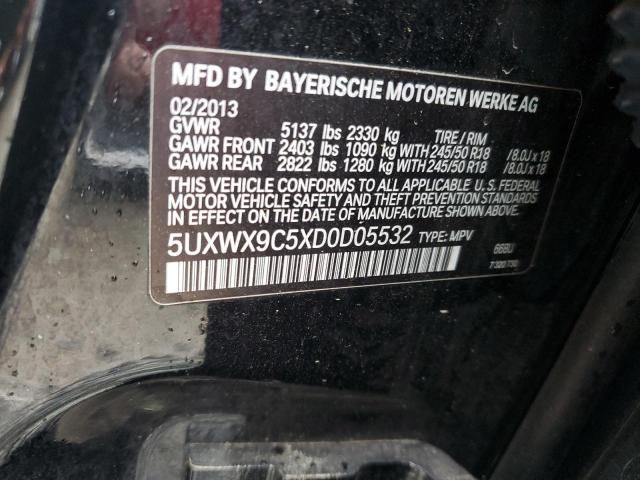 MFD BY BAYERISCHE MOTOREN WERKE AG
02/2013
GVWR 5137 lbs 2330 kg TIRE / RIM
GAWR FRONT 2403 lbs 1090 kg WITH 245/50 R18 / 8.0J x 18
GAWR REAR 2822 lbs 1280 kg WITH 245/50 R18 / 8.0J x 18
THIS VEHICLE CONFORMS TO ALL APPLICABLE U. S. FEDERAL
MOTOR VEHICLE SAFETY AND THEFT PREVENTION STANDARDS
IN EFFECT ON THE DATE OF MANUFACTURE SHOWN ABOVE.
5UXWX9C5XD0D05532 TYPE: MPV
7320730